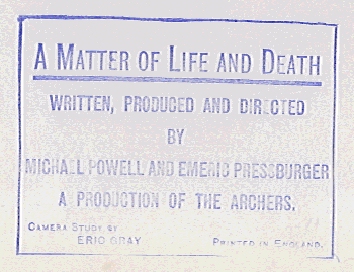 A MATTER OF LIFE AND DEATH
WRITTEN, PRODUCED AND DIRECTED
BY
MICHAEL POWELL AND EMERIC PRESSBURGER
A PRODUCTION OF THE ARCHERS.
CAMERA STUDY BY
ERIC GRAY
PRINTED IN ENGLAND.